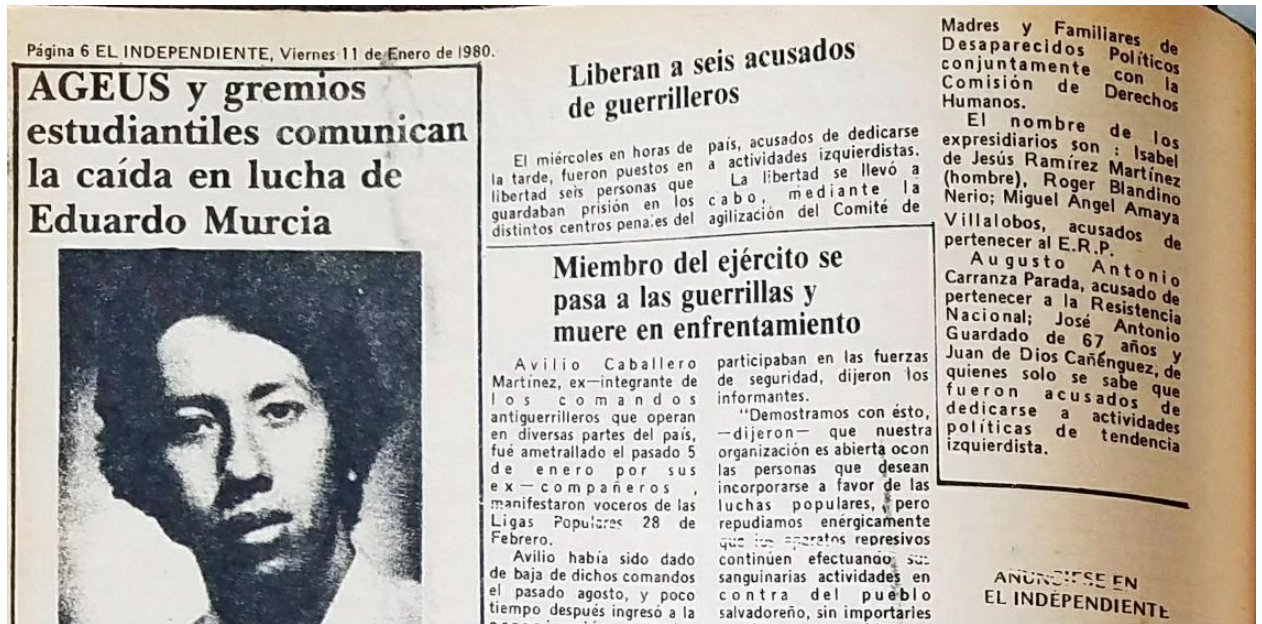 Página 6 EL INDEPENDIENTE, Viernes 11 de Enero de 1980.
AGEUS y gremios
estudiantiles comunican
la caída en lucha de
Eduardo Murcia
Liberan a seis acusados
de guerrilleros
El miércoles en horas de
la tarde, fueron puestos en
libertad seis personas que
guardaban prisión en los
distintos centros penales del
país, acusados de dedicarse
a actividades izquierdistas.
La libertad se llevó a
cabo, mediante la
agilización del Comité de
Madres y Familiares de
Desaparecidos Políticos
conjuntamente con la
Comisión de Derechos
Humanos.
El nombre de los
expresidiarios son : Isabel
de Jesús Ramírez Martínez
(hombre), Roger Blandino
Nerio; Miguel Angel Amaya
Villalobos, acusados de
pertenecer al E.R.P.
Augusto Antonio
Carranza Parada, acusado de
pertenecer a la Resistencia
Nacional; José Antonio
Guardado de 67 años y
Juan de Dios Cañénguez, de
quienes solo se sabe que
fueron acusados de
dedicarse a actividades
políticas de tendencia
izquierdista.
Miembro del ejército se
pasa a las guerrillas y
muere en enfrentamiento
Avilio Caballero
Martínez, ex—integrante de
los comandos
antiguerrilleros que operan
en diversas partes del país,
fué ametrallado el pasado 5
de enero por sus
ex—compañeros ,
manifestaron voceros de las
Ligas Populares 28 de
Febrero.
Avilio había sido dado
de baja de dichos comandos
el pasado agosto, y poco
tiempo después ingresó a la
participaban en las fuerzas
de seguridad, dijeron los
informantes.
"Demostramos con ésto,
—dijeron— que nuestra
organización es abierta ocon
las personas que desean
incorporarse a favor de las
luchas populares, pero
repudiamos enérgicamente
que los aparatos represivos
continúen efectuando sus
sanguinarias actividades en
contra del pueblo
salvadoreño, sin importarles
ANUNCIESE EN
EL INDEPENDIENTE